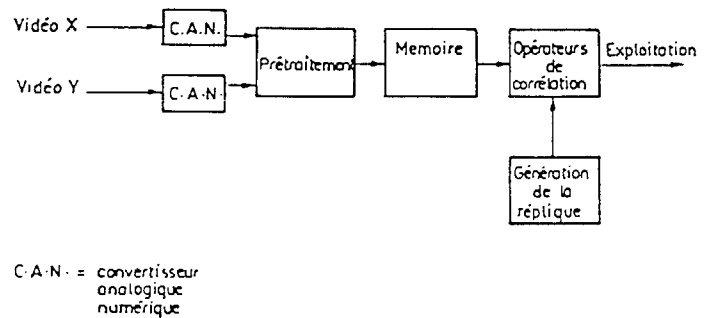 Vidéo X
C.A.N.
Vidéo Y
C.A.N.
Prétraitement
Memoire
Opérateurs
de
corrélation
Exploitation
Génération
de la
réplique
C.A.N. = convertisseur
analogique
numérique